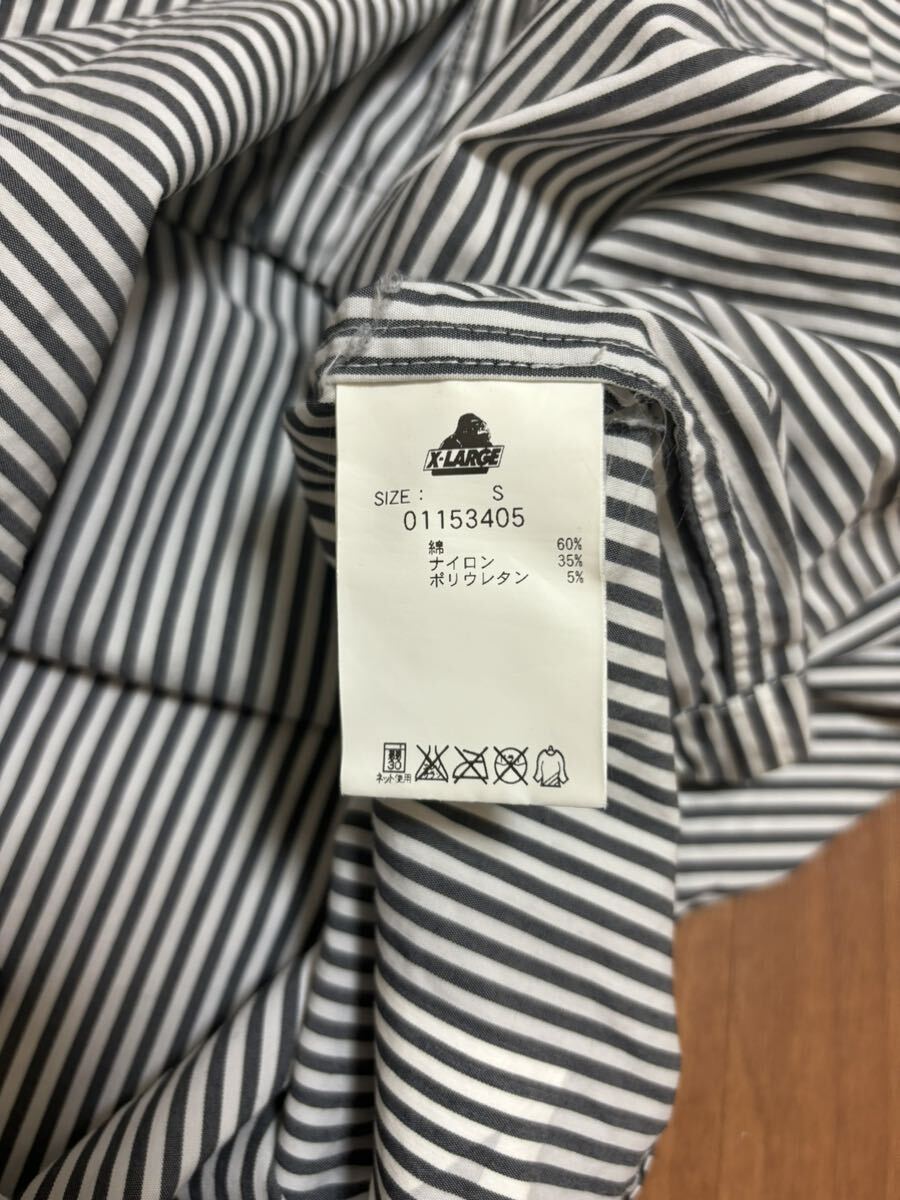 X-LARGE
SIZE : S
01153405
綿 60%
ナイロン 35%
ポリウレタン 5%
弱
30
ネット使用